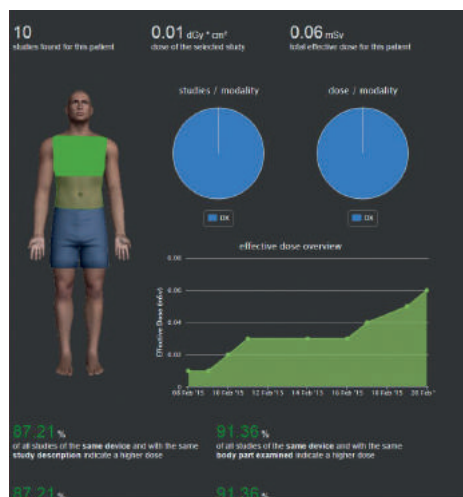 10
studies found for this patient
0.01 dGy * cm²
dose of the selected study
0.06 mSv
total effective dose for this patient
studies / modality
dose / modality
DX
DX
effective dose overview
Effective Dose (mSv)
0.08
0.06
0.04
0.02
0
08 Feb '15
10 Feb '15
12 Feb '15
14 Feb '15
16 Feb '15
18 Feb '15
20 Feb '
87.21 %
of all studies of the same device and with the same
study description indicate a higher dose
91.36 %
of all studies of the same device and with the same
body part examined indicate a higher dose
87.21 %
91.36 %